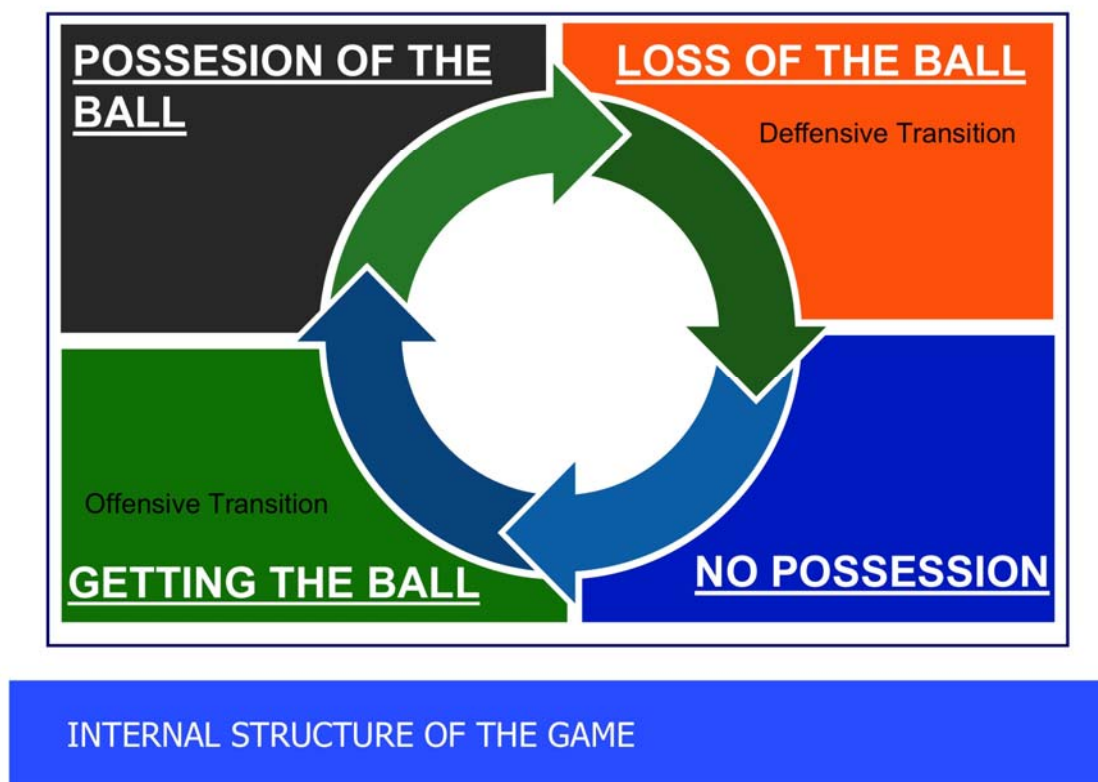 POSSESION OF THE
BALL
LOSS OF THE BALL
Deffensive Transition
Offensive Transition
GETTING THE BALL
NO POSSESSION
INTERNAL STRUCTURE OF THE GAME